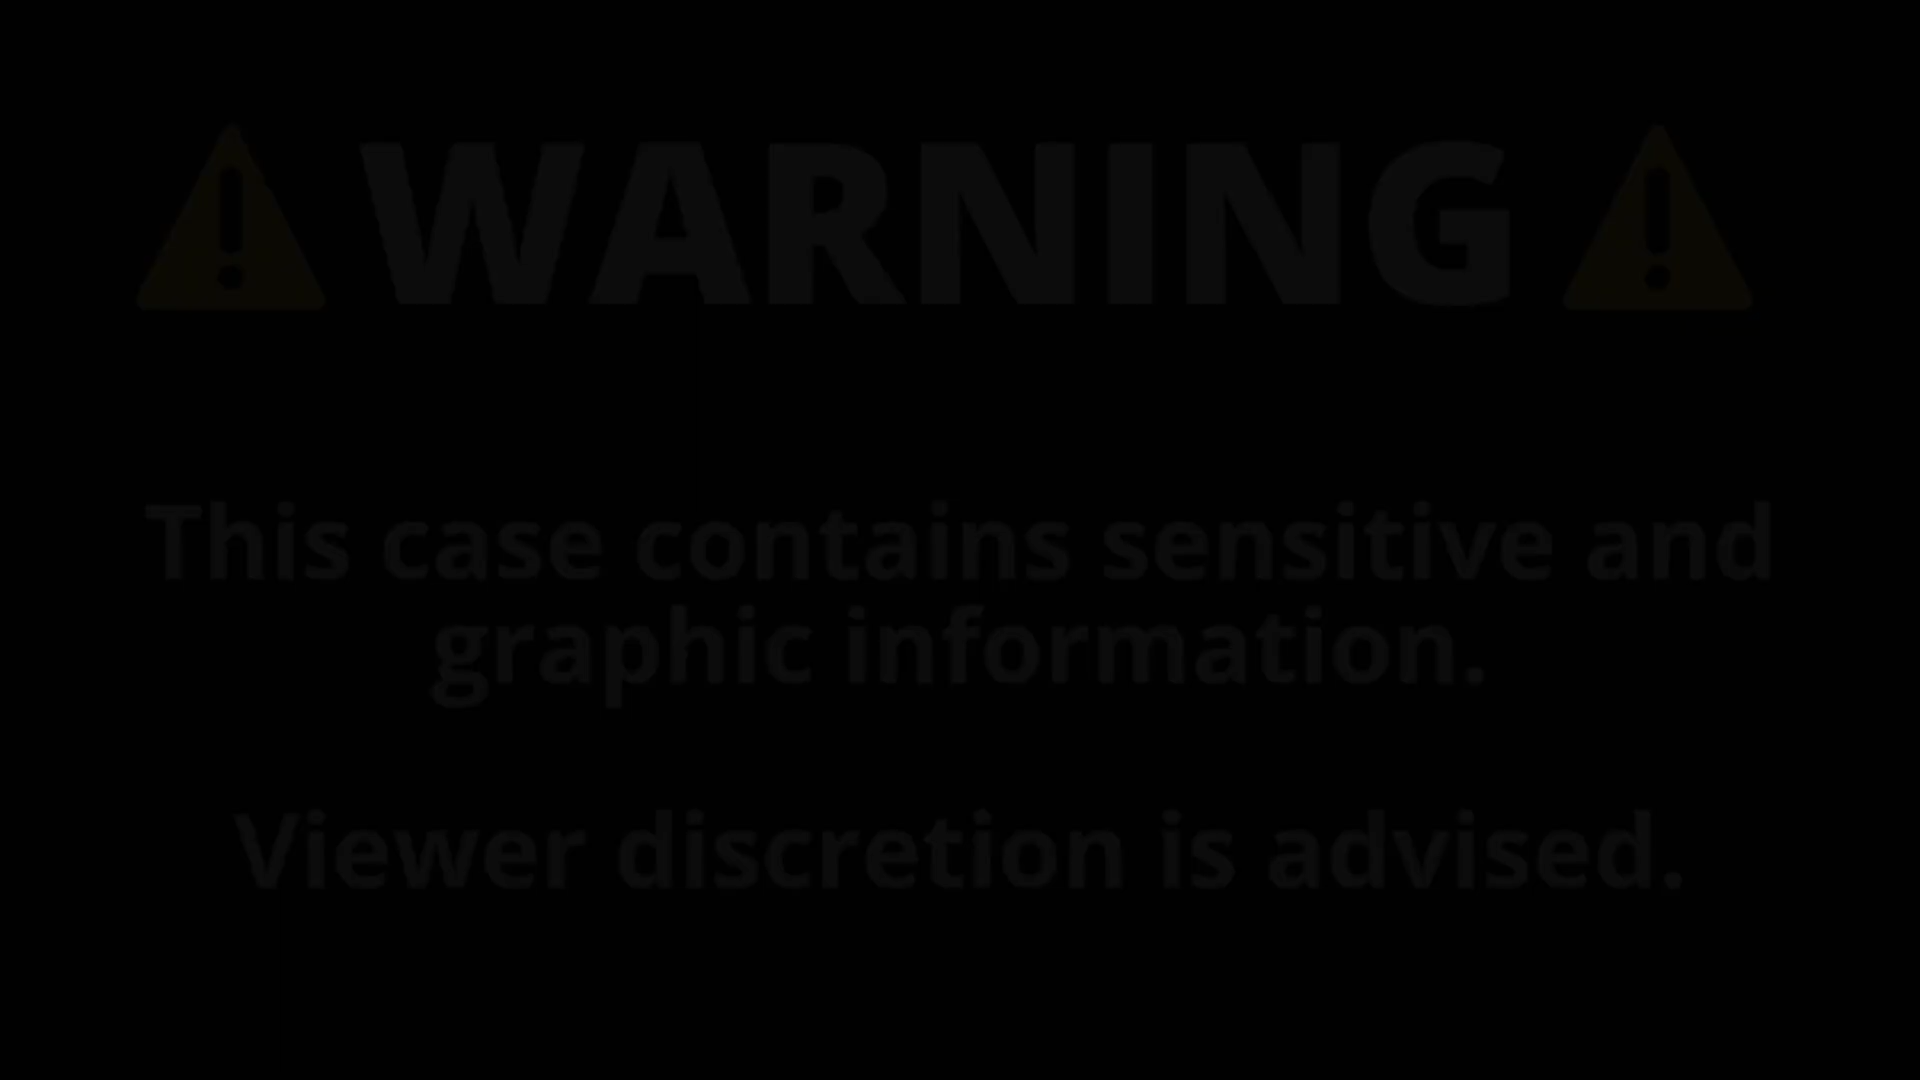 WARNING
This case contains sensitive and
graphic information.
Viewer discretion is advised.